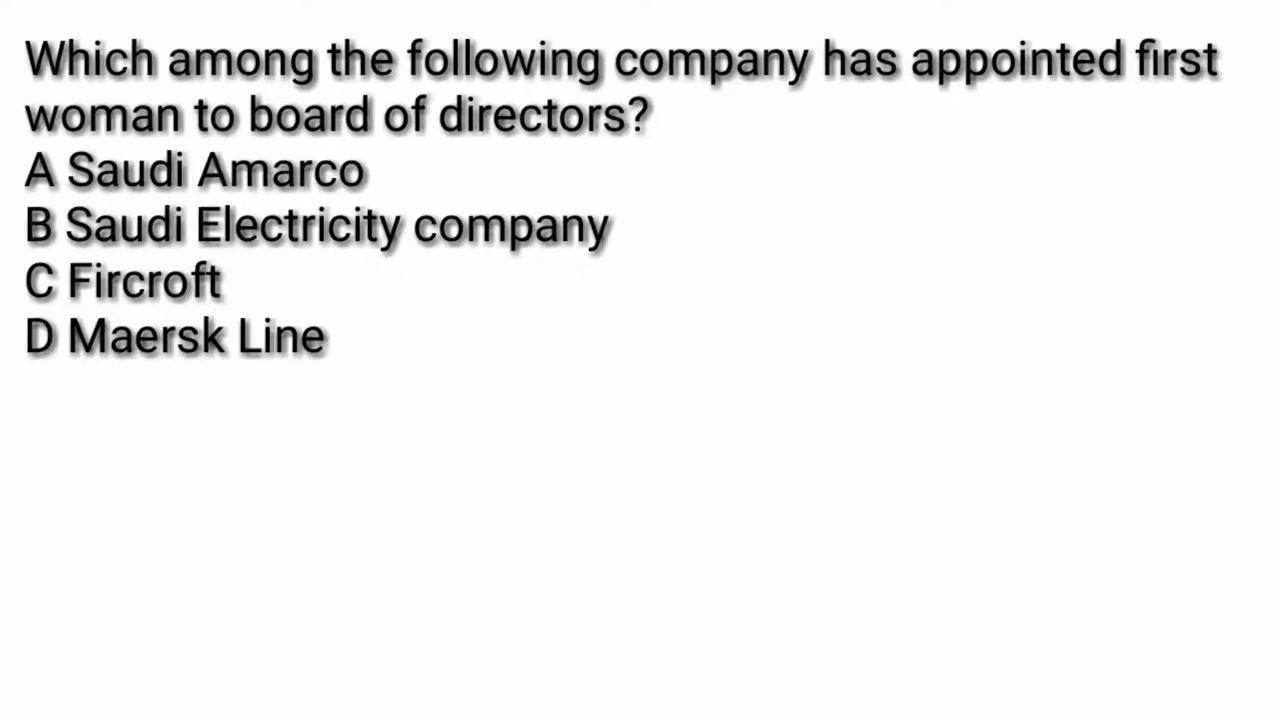 Which among the following company has appointed first
woman to board of directors?
A Saudi Amarco
B Saudi Electricity company
C Fircroft
D Maersk Line